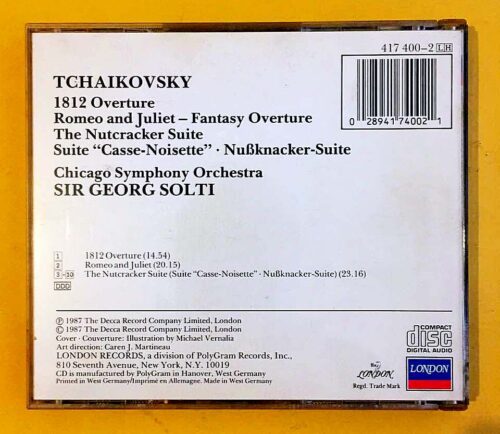 417 400-2 LH
TCHAIKOVSKY
1812 Overture
Romeo and Juliet – Fantasy Overture
The Nutcracker Suite
Suite “Casse-Noisette” · Nußknacker-Suite
0 28941 74002 1
Chicago Symphony Orchestra
SIR GEORG SOLTI
1 1812 Overture (14.54)
2 Romeo and Juliet (20.15)
3-10 The Nutcracker Suite (Suite “Casse-Noisette” · Nußknacker-Suite) (23.16)
DDD
℗ 1987 The Decca Record Company Limited, London
© 1987 The Decca Record Company Limited, London
Cover · Couverture: Illustration by Michael Vernalia
Art direction: Caren J. Martineau
LONDON RECORDS, a division of PolyGram Records, Inc.,
810 Seventh Avenue, New York, N.Y. 10019
CD is manufactured by PolyGram in Hanover, West Germany
Printed in West Germany/Imprimé en Allemagne. Made in West Germany
COMPACT
disc
DIGITAL AUDIO
The
LONDON
Regd. Trade Mark
LONDON